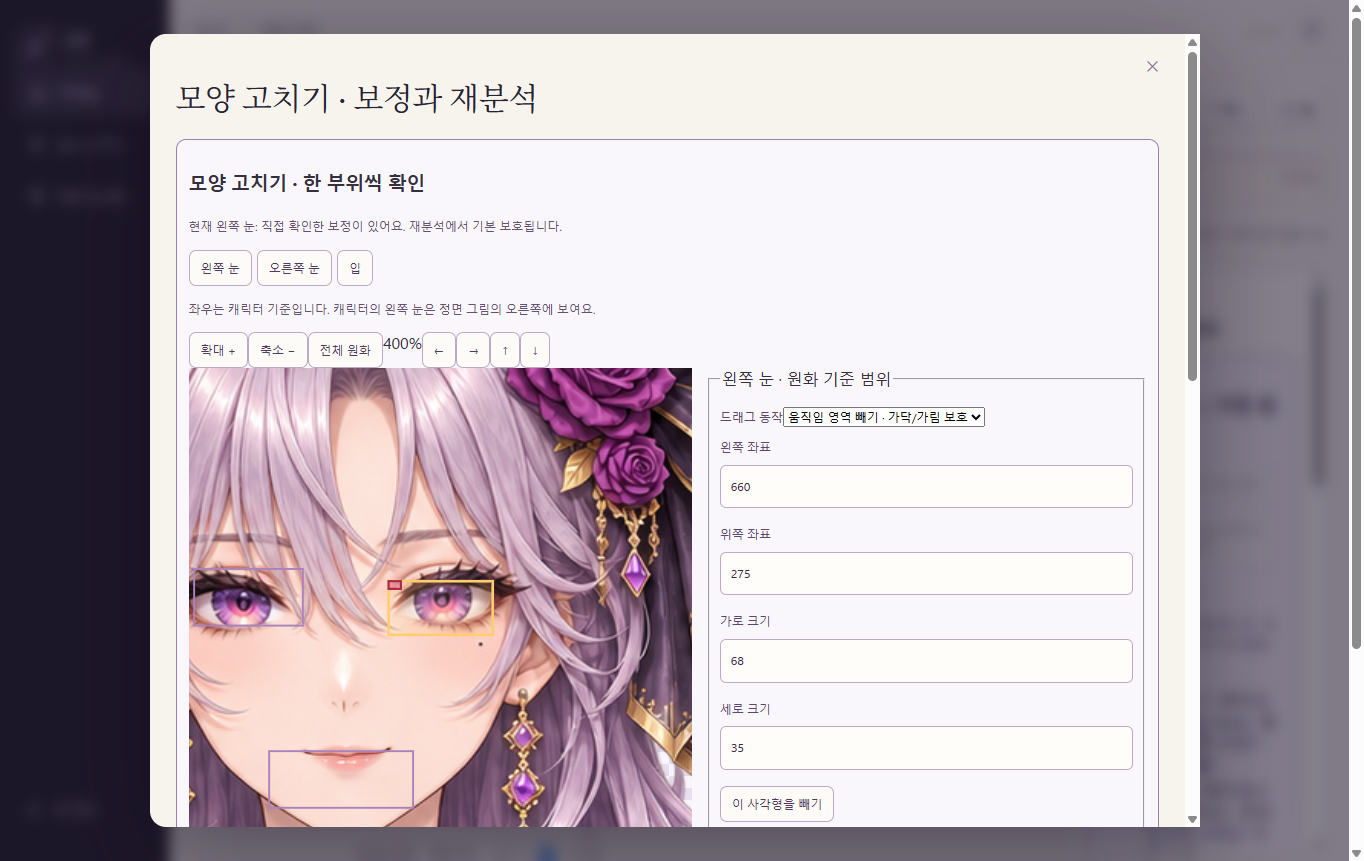 모양 고치기 · 보정과 재분석
모양 고치기 · 한 부위씩 확인
현재 왼쪽 눈: 직접 확인한 보정이 있어요. 재분석에서 기본 보호됩니다.
왼쪽 눈 오른쪽 눈 입
좌우는 캐릭터 기준입니다. 캐릭터의 왼쪽 눈은 정면 그림의 오른쪽에 보여요.
확대 + 축소 − 전체 원화 400% ← → ↑ ↓
왼쪽 눈 · 원화 기준 범위
드래그 동작 움직임 영역 빼기 · 가닥/가림 보호
왼쪽 좌표
660
위쪽 좌표
275
가로 크기
68
세로 크기
35
이 사각형을 빼기